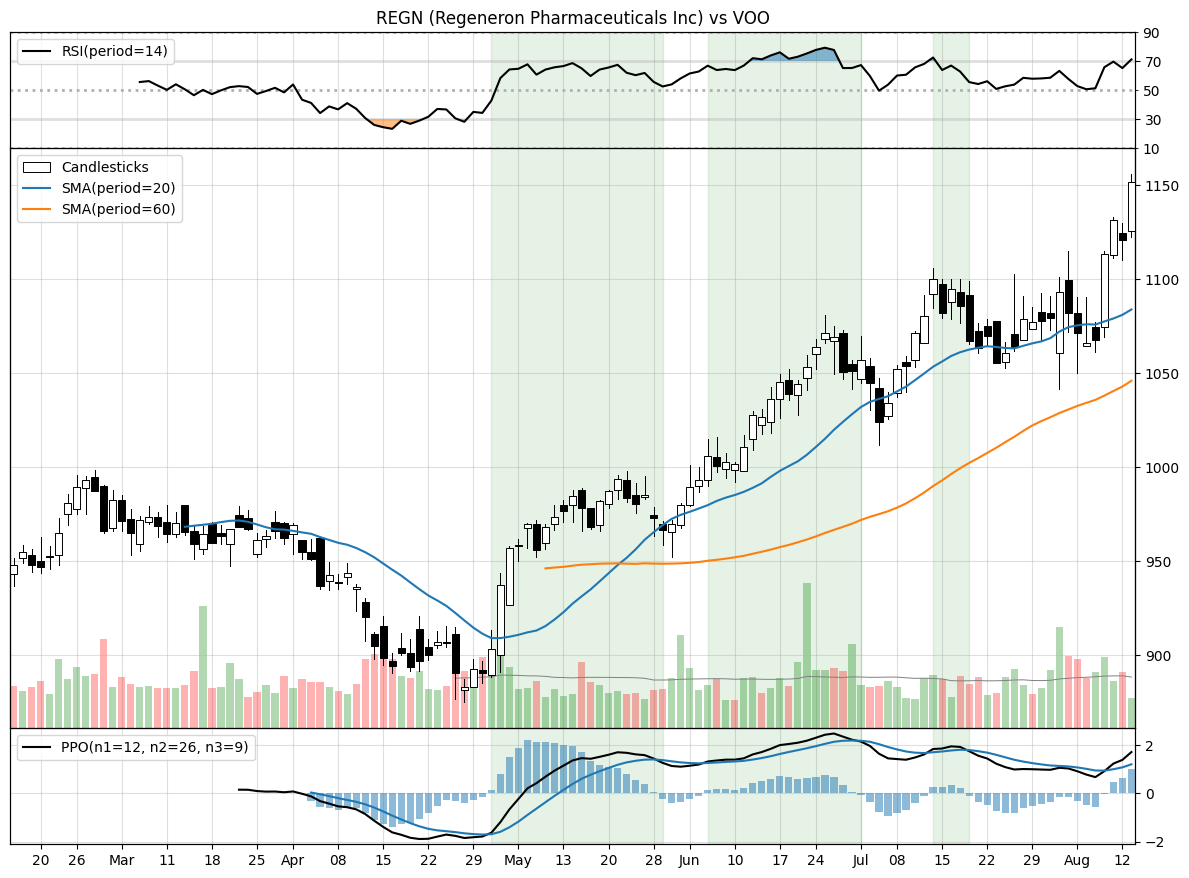 REGN (Regeneron Pharmaceuticals Inc) vs VOO
RSI(period=14)
90
70
50
30
10
Candlesticks
SMA(period=20)
SMA(period=60)
1150
1100
1050
1000
950
900
PPO(n1=12, n2=26, n3=9)
2
0
−2
20 26 Mar 11 18 25 Apr 08 15 22 29 May 13 20 28 Jun 10 17 24 Jul 08 15 22 29 Aug 12